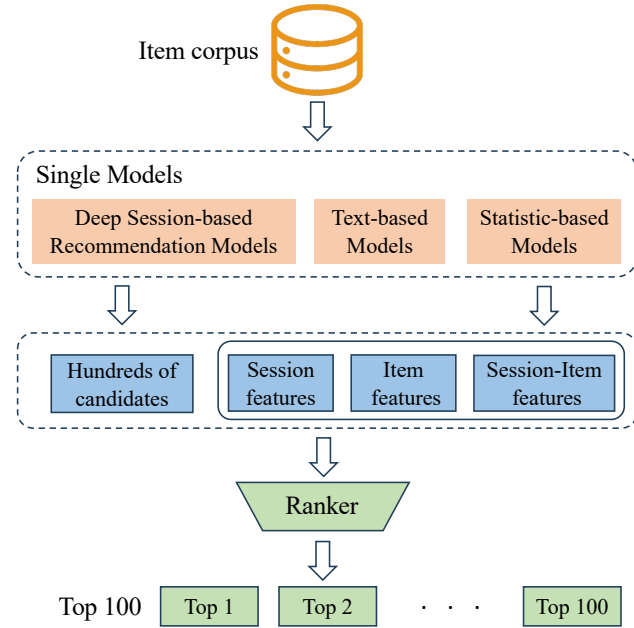 Item corpus
Single Models
Deep Session-based
Recommendation Models
Text-based
Models
Statistic-based
Models
Hundreds of
candidates
Session
features
Item
features
Session-Item
features
Ranker
Top 100
Top 1
Top 2
. . .
Top 100